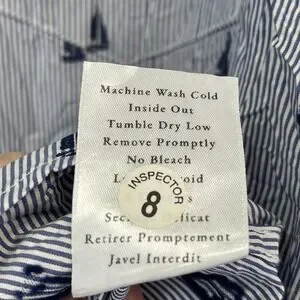 Machine Wash Cold
Inside Out
Tumble Dry Low
Remove Promptly
No Bleach
INSPECTOR
8
Retirer Promptement
Javel Interdit